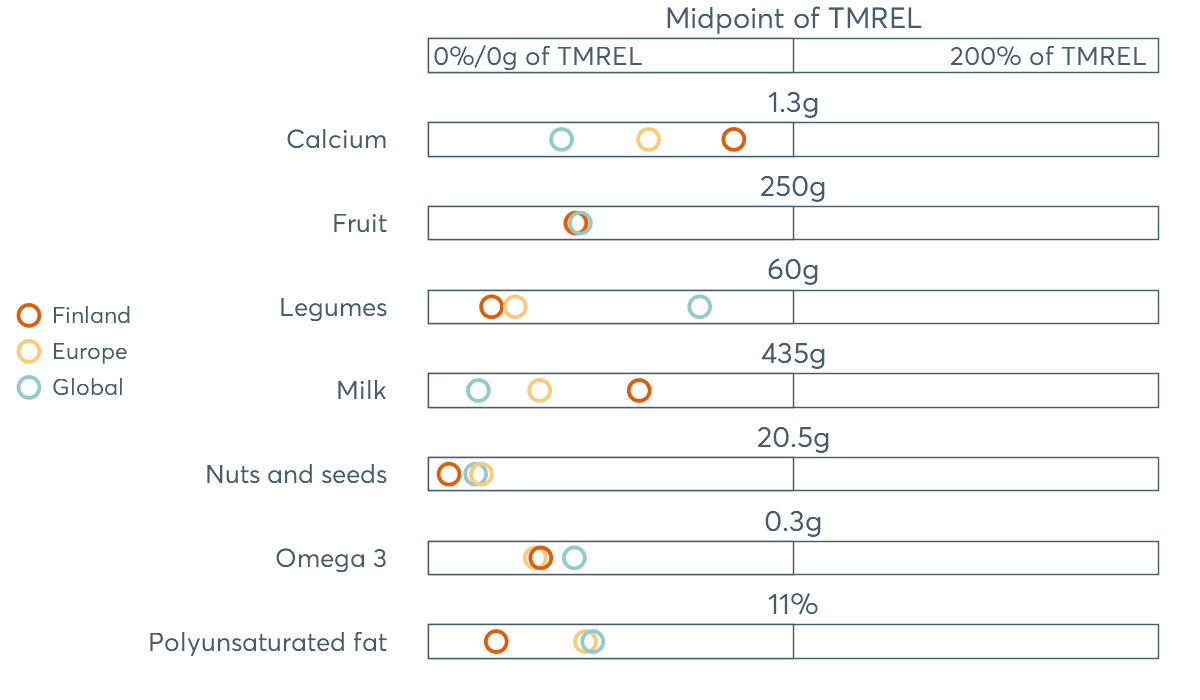 Midpoint of TMREL
0%/0g of TMREL
200% of TMREL
1.3g
Calcium
250g
Fruit
60g
Legumes
Finland
Europe
Global
435g
Milk
20.5g
Nuts and seeds
0.3g
Omega 3
11%
Polyunsaturated fat